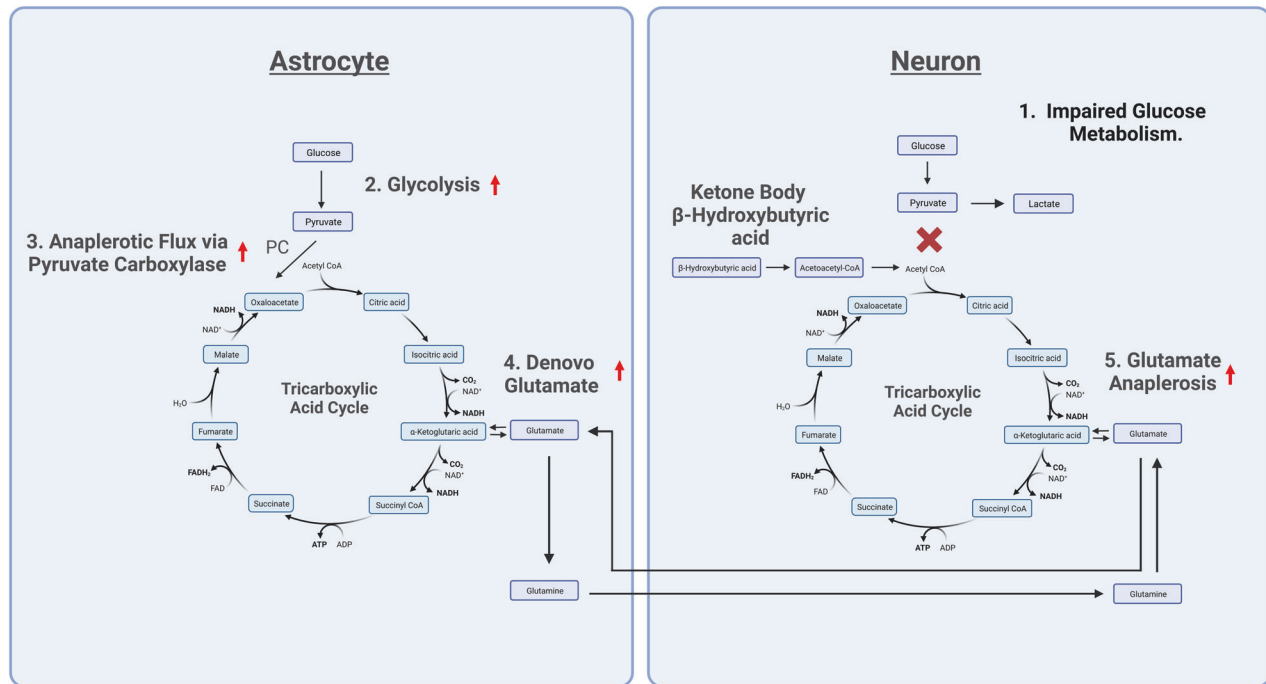 Astrocyte
Glucose
2. Glycolysis
Pyruvate
3. Anaplerotic Flux via
Pyruvate Carboxylase
PC
Acetyl CoA
Oxaloacetate
Citric acid
NADH
NAD⁺
Malate
Isocitric acid
4. Denovo
Glutamate
CO₂
NAD⁺
NADH
Tricarboxylic
Acid Cycle
H₂O
Fumarate
α-Ketoglutaric acid
Glutamate
FADH₂
FAD
CO₂
NAD⁺
NADH
Succinate
Succinyl CoA
ATP
ADP
Glutamine
Neuron
1. Impaired Glucose
Metabolism.
Glucose
Pyruvate
Lactate
Ketone Body
β-Hydroxybutyric
acid
β-Hydroxybutyric acid
Acetoacetyl-CoA
Acetyl CoA
Oxaloacetate
Citric acid
NADH
NAD⁺
Malate
Isocitric acid
5. Glutamate
Anaplerosis
CO₂
NAD⁺
NADH
Tricarboxylic
Acid Cycle
H₂O
Fumarate
α-Ketoglutaric acid
Glutamate
FADH₂
FAD
CO₂
NAD⁺
NADH
Succinate
Succinyl CoA
ATP
ADP
Glutamine